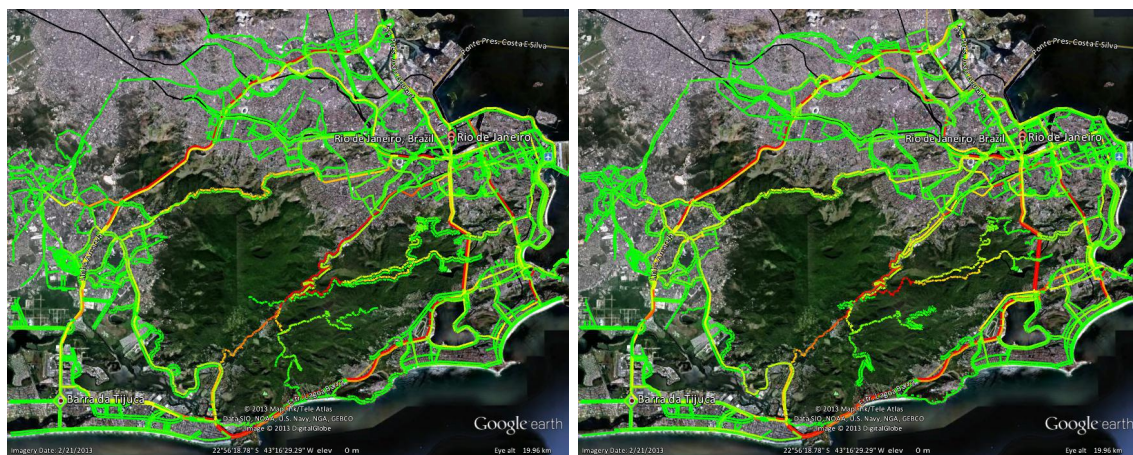 Ponte Pres. Costa E Silva
Rio de Janeiro, Brazil
Rio de Janeiro
Barra da Tijuca
© 2013 MapLink/Tele Atlas
Data SIO, NOAA, U.S. Navy, NGA, GEBCO
Image © 2013 DigitalGlobe
Google earth
Imagery Date: 2/21/2013
22°56'18.78" S 43°16'29.29" W elev 0 m
Eye alt 19.96 km
Ponte Pres. Costa E Silva
Rio de Janeiro, Brazil
Rio de Janeiro
Barra da Tijuca
© 2013 MapLink/Tele Atlas
Data SIO, NOAA, U.S. Navy, NGA, GEBCO
Image © 2013 DigitalGlobe
Google earth
Imagery Date: 2/21/2013
22°56'18.78" S 43°16'29.29" W elev 0 m
Eye alt 19.96 km